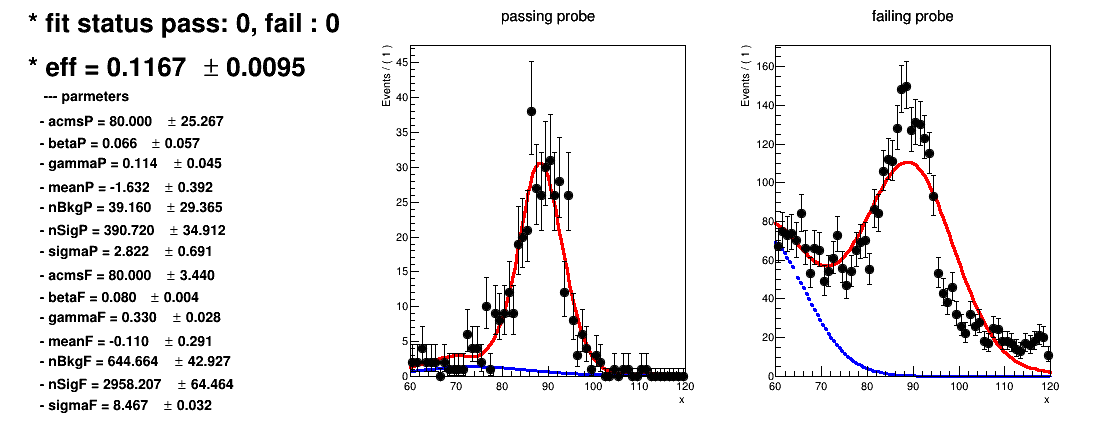 * fit status pass: 0, fail : 0
* eff = 0.1167 ± 0.0095
--- parmeters
- acmsP = 80.000 ± 25.267
- betaP = 0.066 ± 0.057
- gammaP = 0.114 ± 0.045
- meanP = -1.632 ± 0.392
- nBkgP = 39.160 ± 29.365
- nSigP = 390.720 ± 34.912
- sigmaP = 2.822 ± 0.691
- acmsF = 80.000 ± 3.440
- betaF = 0.080 ± 0.004
- gammaF = 0.330 ± 0.028
- meanF = -0.110 ± 0.291
- nBkgF = 644.664 ± 42.927
- nSigF = 2958.207 ± 64.464
- sigmaF = 8.467 ± 0.032
passing probe
Events / ( 1 )
45
40
35
30
25
20
15
10
5
0
60 70 80 90 100 110 120
x
failing probe
Events / ( 1 )
160
140
120
100
80
60
40
20
0
60 70 80 90 100 110 120
x